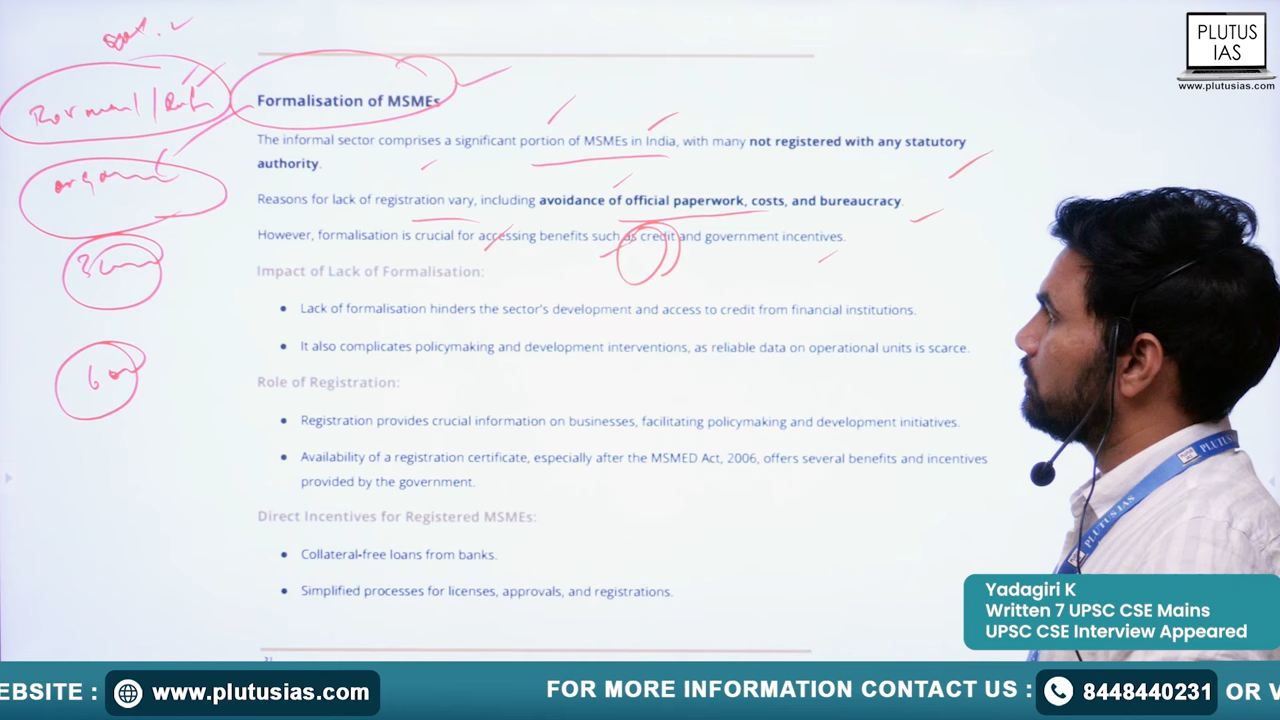 PLUTUS
IAS
www.plutusias.com
Formalisation of MSMEs
The informal sector comprises a significant portion of MSMEs in India, with many not registered with any statutory
authority.
Reasons for lack of registration vary, including avoidance of official paperwork, costs, and bureaucracy.
However, formalisation is crucial for accessing benefits such as credit and government incentives.
Impact of Lack of Formalisation:
• Lack of formalisation hinders the sector's development and access to credit from financial institutions.
• It also complicates policymaking and development interventions, as reliable data on operational units is scarce.
Role of Registration:
• Registration provides crucial information on businesses, facilitating policymaking and development initiatives.
• Availability of a registration certificate, especially after the MSMED Act, 2006, offers several benefits and incentives
provided by the government.
Direct Incentives for Registered MSMEs:
• Collateral-free loans from banks.
• Simplified processes for licenses, approvals, and registrations.
PLUTUS IAS
PLUTUS
Yadagiri K
Written 7 UPSC CSE Mains
UPSC CSE Interview Appeared
EBSITE : www.plutusias.com FOR MORE INFORMATION CONTACT US : 8448440231 OR V